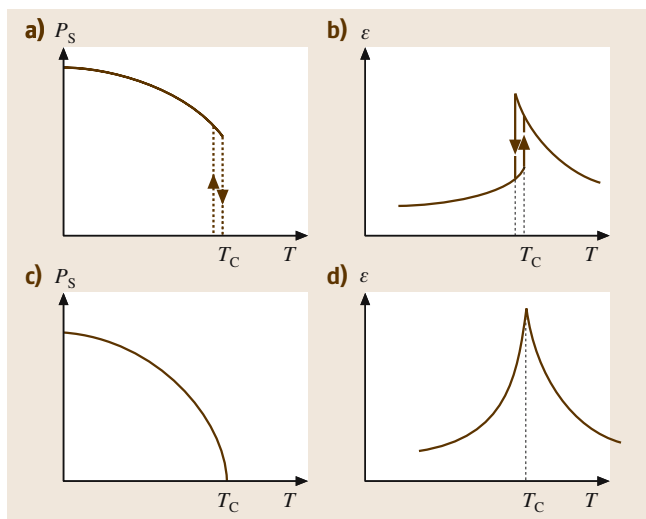 a) P_S
b) ε
T_C T
T_C T
c) P_S
d) ε
T_C T
T_C T